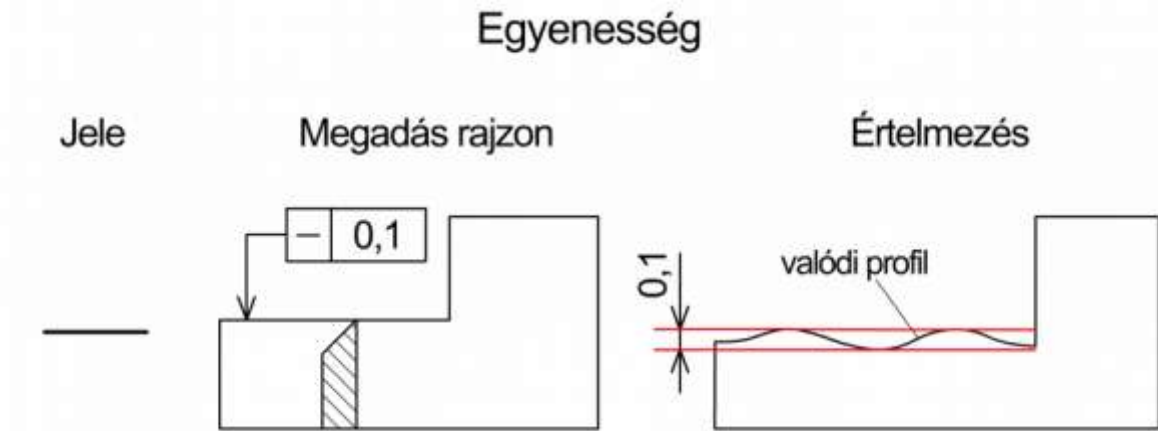 Egyenesség
Jele
Megadás rajzon
Értelmezés
— 0,1
0,1
valódi profil